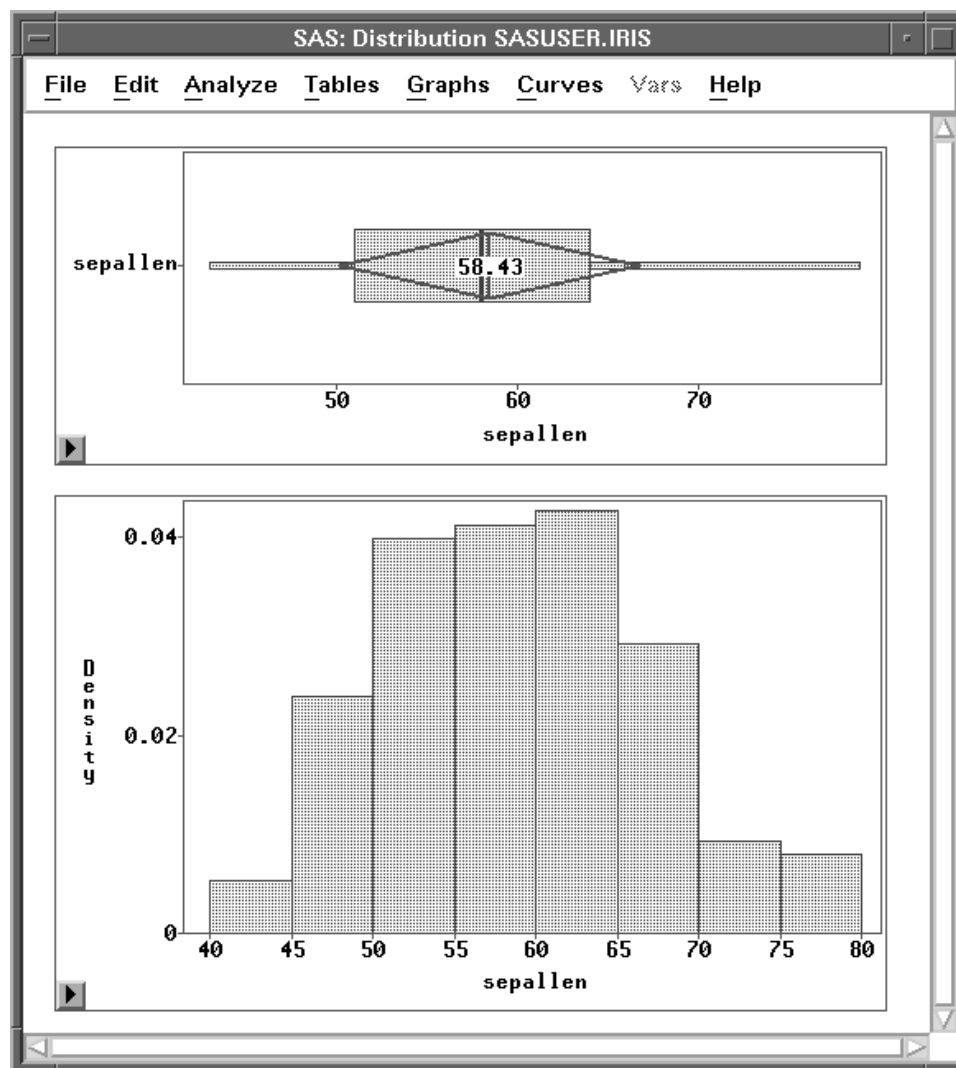 SAS: Distribution SASUSER.IRIS
File Edit Analyze Tables Graphs Curves Vars Help
sepallen
58.43
50 60 70
sepallen
0.04
Density
0.02
0
40 45 50 55 60 65 70 75 80
sepallen